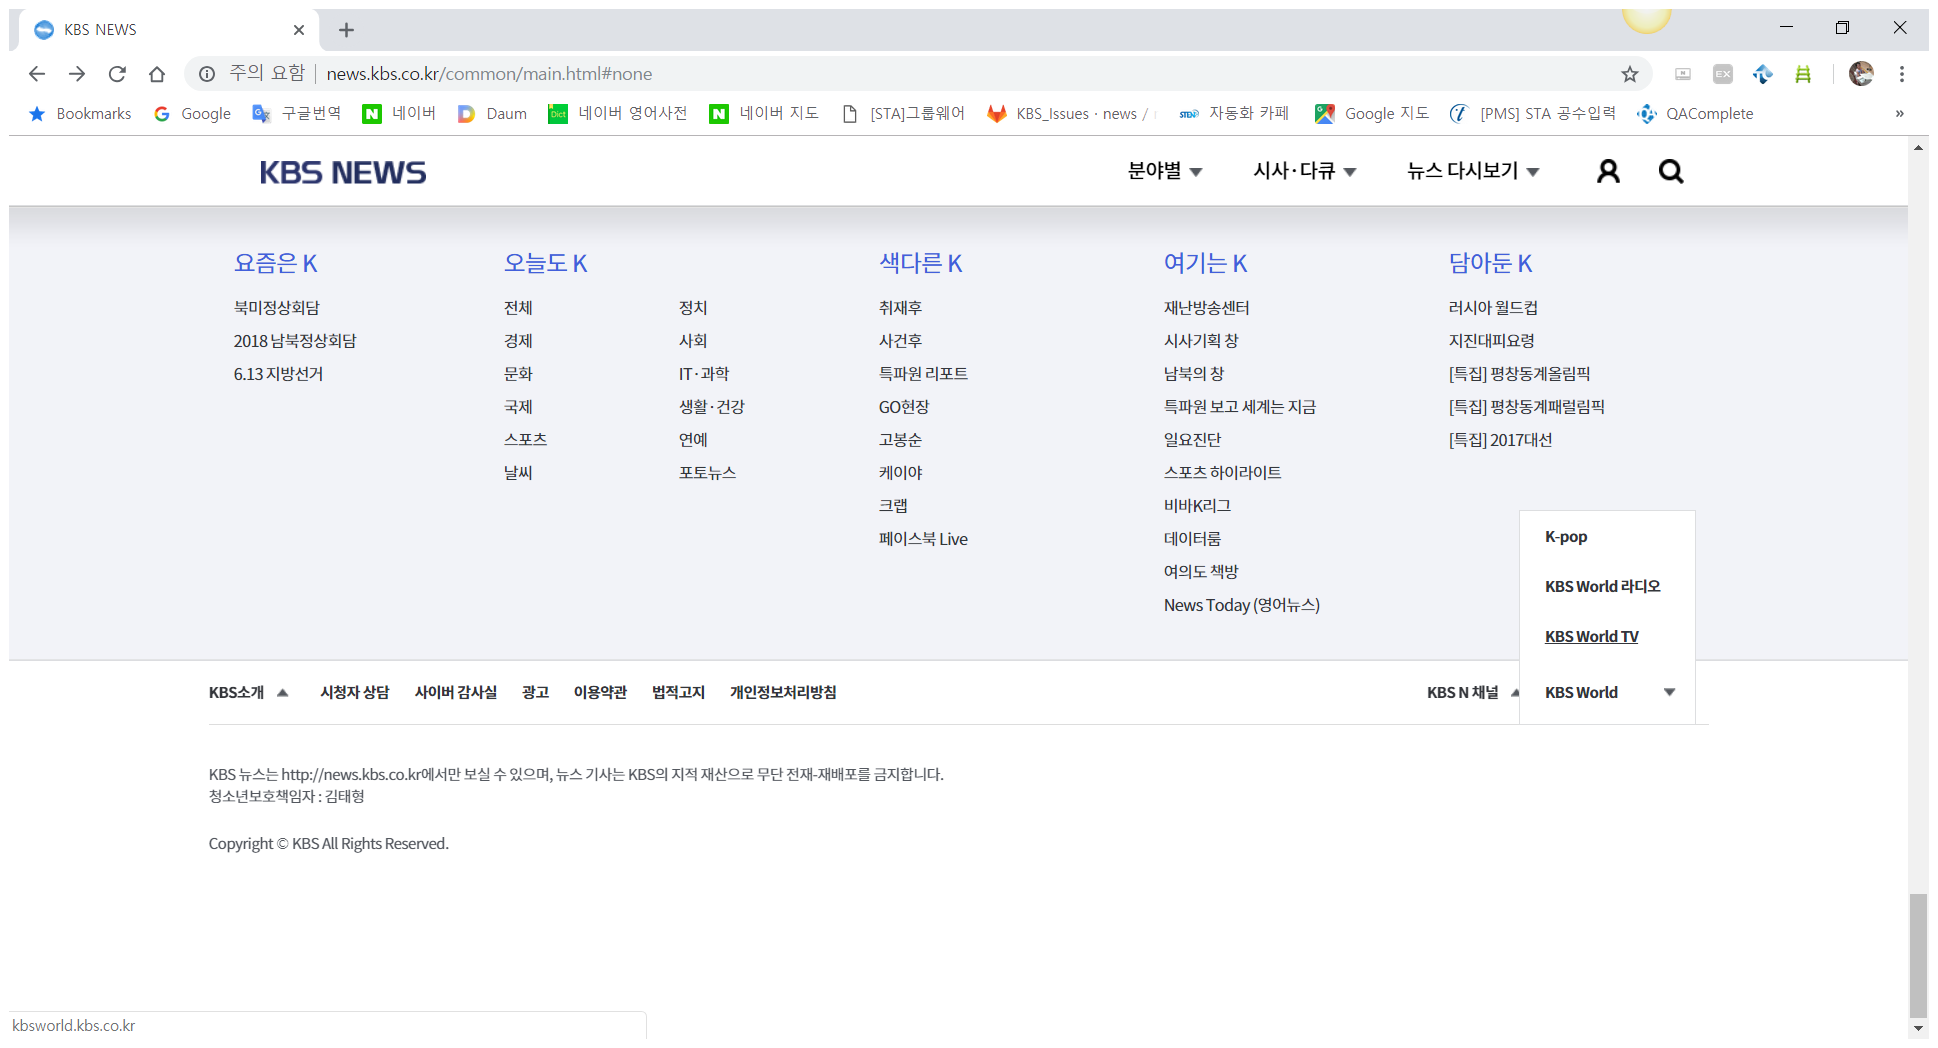 KBS NEWS
주의 요함 news.kbs.co.kr/common/main.html#none
EX
Bookmarks Google 구글번역 네이버 Daum 네이버 영어사전 네이버 지도 [STA]그룹웨어 KBS_Issues · news / 자동화 카페 Google 지도 [PMS] STA 공수입력 QAComplete »
KBS NEWS 분야별 시사·다큐 뉴스 다시보기
요즘은 K 오늘도 K 색다른 K 여기는 K 담아둔 K
북미정상회담 전체 정치 취재후 재난방송센터 러시아 월드컵
2018 남북정상회담 경제 사회 사건후 시사기획 창 지진대피요령
6.13 지방선거 문화 IT·과학 특파원 리포트 남북의 창 [특집] 평창동계올림픽
국제 생활·건강 GO현장 특파원 보고 세계는 지금 [특집] 평창동계패럴림픽
스포츠 연예 고봉순 일요진단 [특집] 2017대선
날씨 포토뉴스 케이야 스포츠 하이라이트
크랩 비바K리그
페이스북 Live 데이터룸 K-pop
여의도 책방 KBS World 라디오
News Today (영어뉴스)
KBS World TV
KBS소개 시청자 상담 사이버 감사실 광고 이용약관 법적고지 개인정보처리방침 KBS N 채널 KBS World
KBS 뉴스는 http://news.kbs.co.kr에서만 보실 수 있으며, 뉴스 기사는 KBS의 지적 재산으로 무단 전재-재배포를 금지합니다.
청소년보호책임자 : 김태형
Copyright © KBS All Rights Reserved.
kbsworld.kbs.co.kr